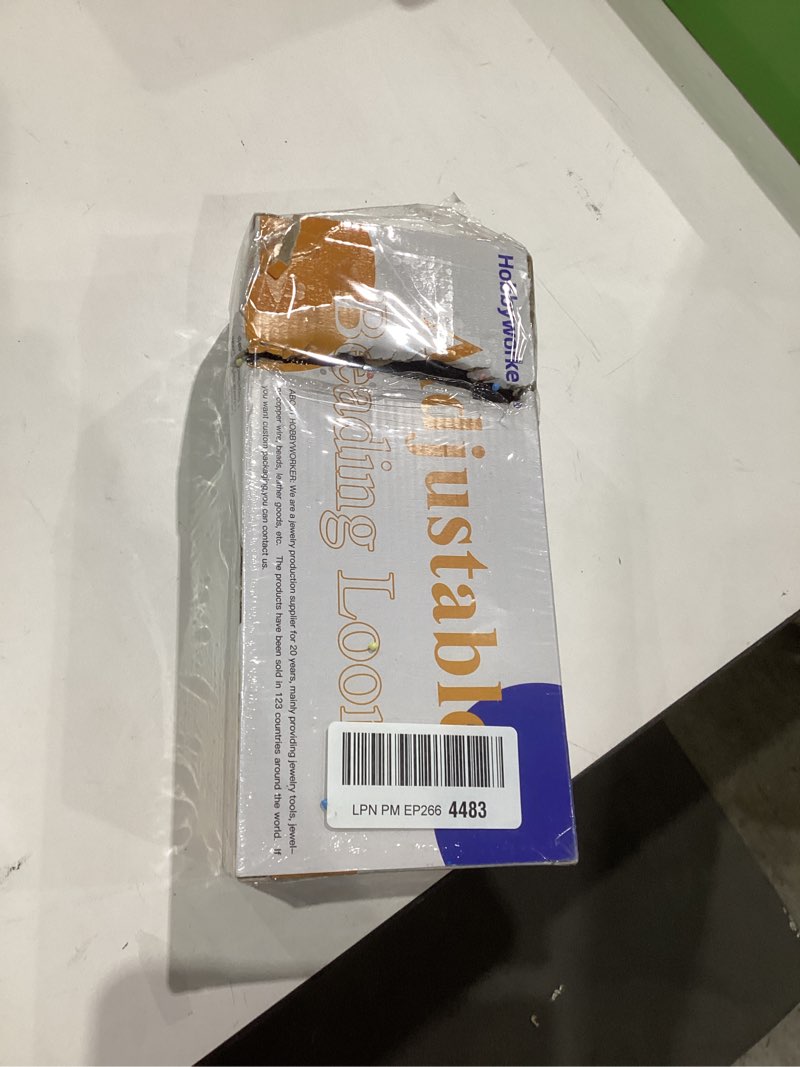 Hobbyworke
Adjustable
Beading Loom
ABOUT HOBBYWORKER: We are a jewelry production supplier for 20 years, mainly providing jewelry tools, jewel-
copper wire, beads, leather goods, etc. The products have been sold in 123 countries around the world. If
you want custom packaging,you can contact us.
LPN PM EP266 4483